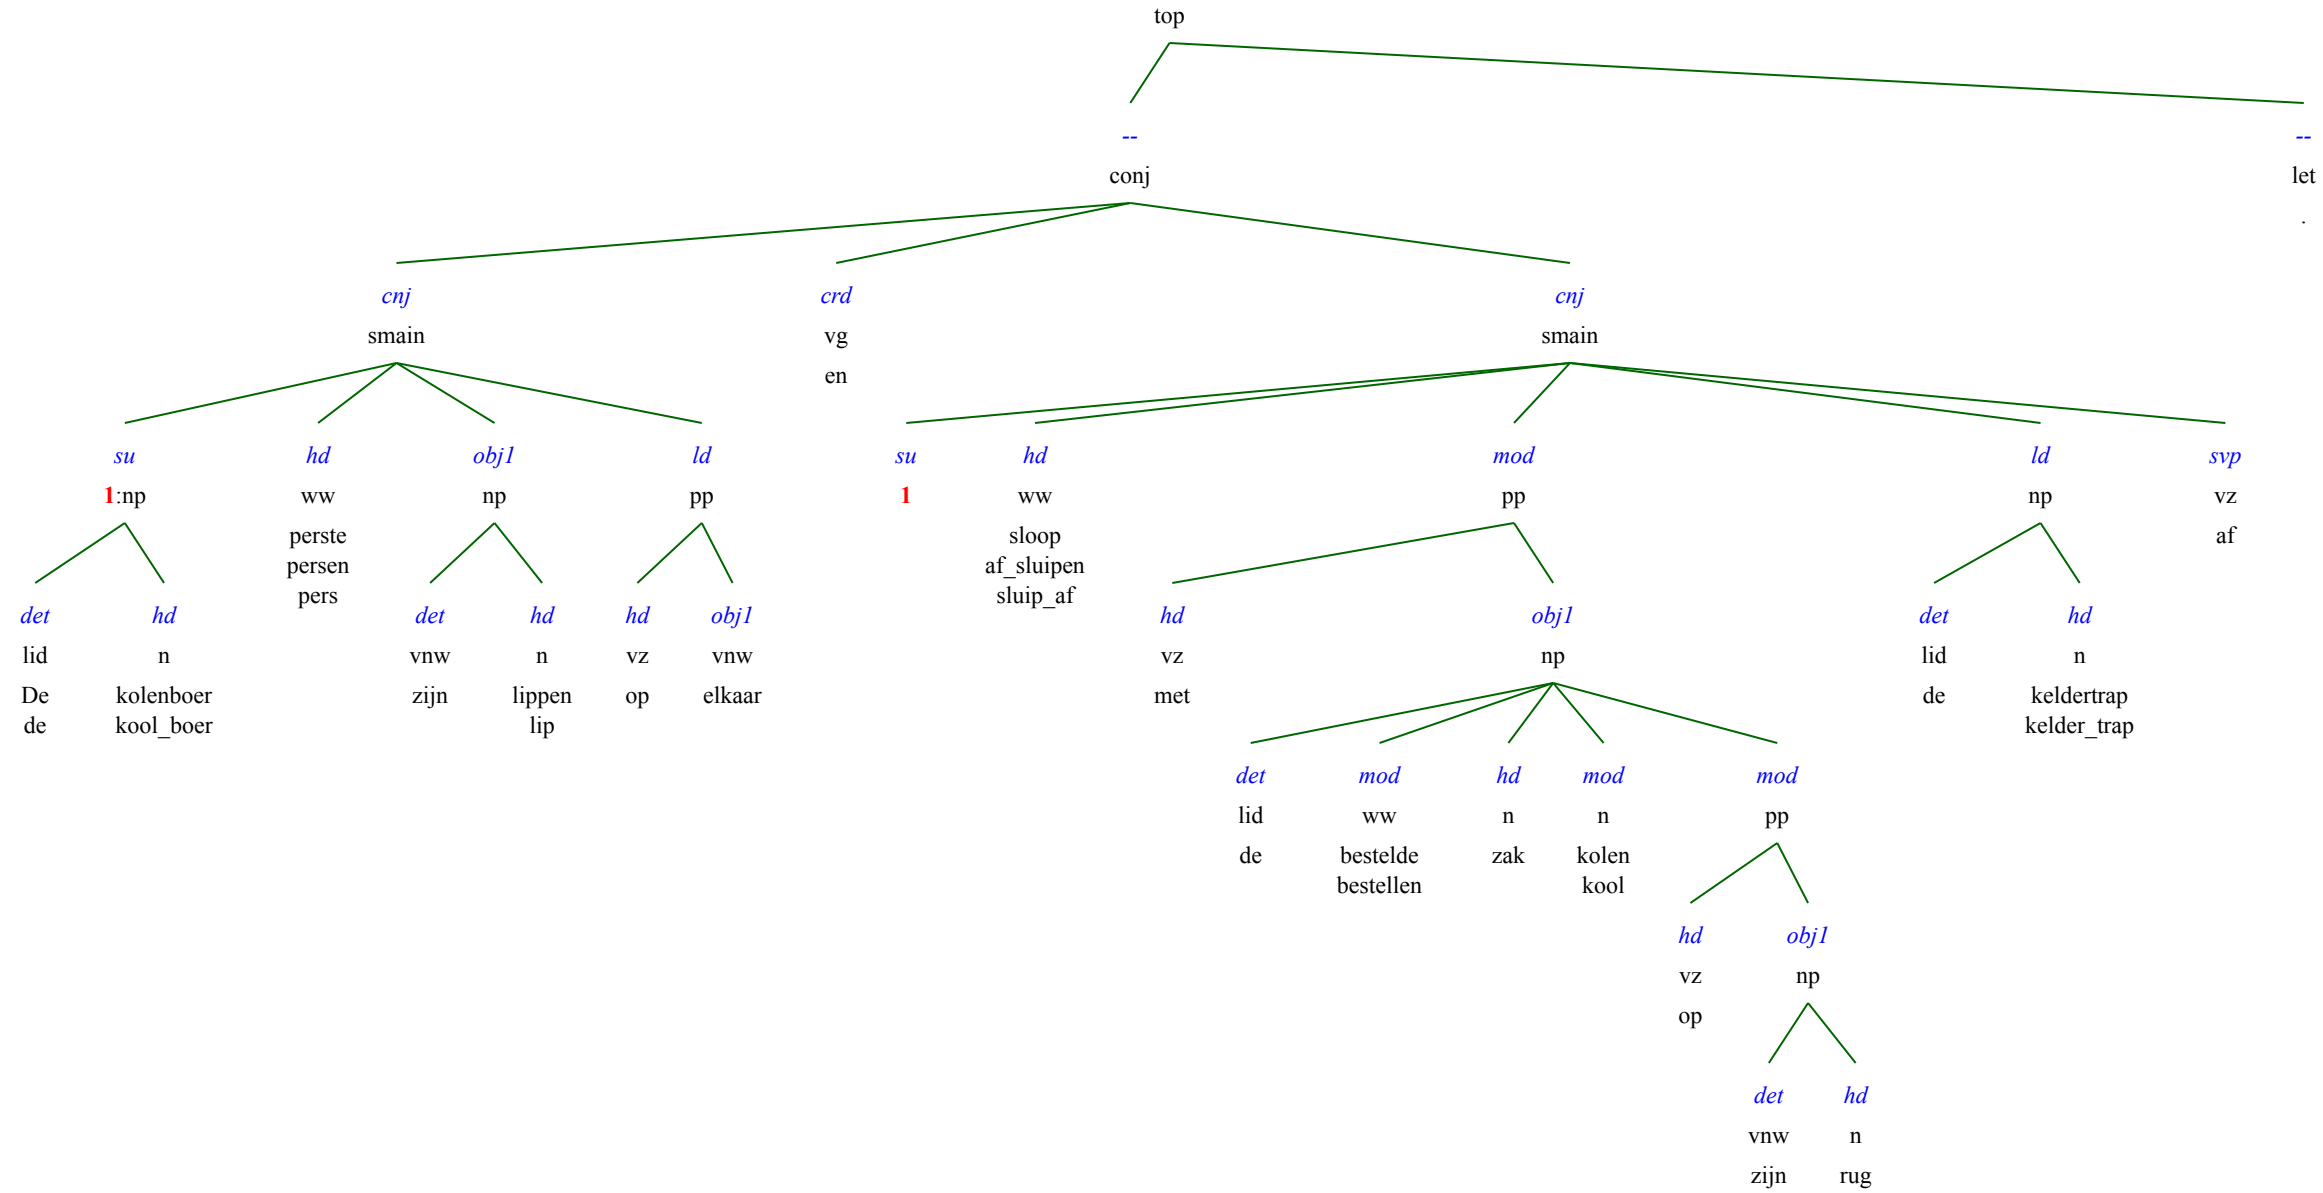 top
-- --
conj let
.
cnj crd cnj
smain vg smain
en
su hd obj1 ld su hd mod ld svp
1:np ww np pp 1 ww pp np vz
perste sloop af
persen af_sluipen
pers sluip_af
det hd det hd hd obj1 hd obj1 det hd
lid n vnw n vz vnw vz np lid n
De kolenboer zijn lippen op elkaar met de keldertrap
de kool_boer lip kelder_trap
det mod hd mod mod
lid ww n n pp
de bestelde zak kolen
bestellen kool
hd obj1
vz np
op
det hd
vnw n
zijn rug